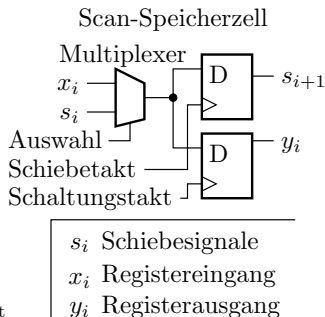 Scan-Speicherzell
Multiplexer
x_i
D
s_{i+1}
s_i
Auswahl
D
y_i
Schiebetakt
Schaltungstakt
s_i Schiebesignale
x_i Registereingang
y_i Registerausgang